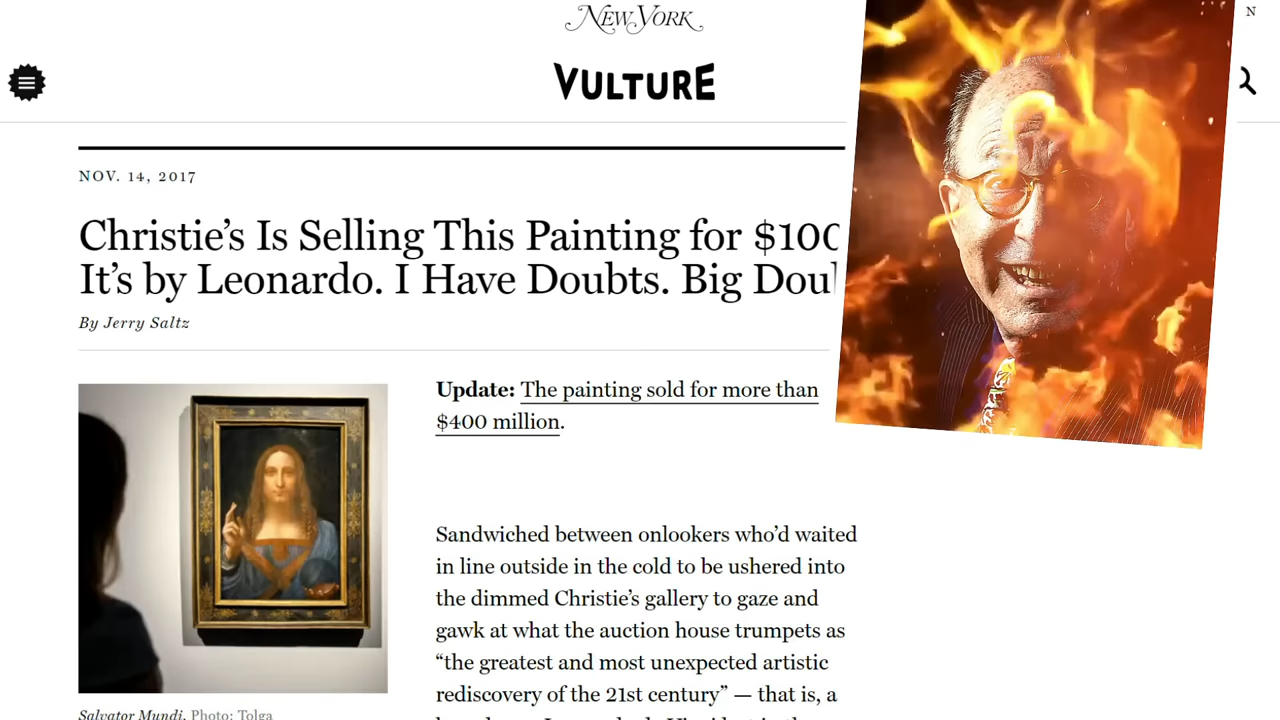 NEW YORK
N
VULTURE
NOV. 14, 2017
Christie's Is Selling This Painting for $100
It's by Leonardo. I Have Doubts. Big Doub
By Jerry Saltz
Update: The painting sold for more than
$400 million.
Sandwiched between onlookers who'd waited
in line outside in the cold to be ushered into
the dimmed Christie's gallery to gaze and
gawk at what the auction house trumpets as
“the greatest and most unexpected artistic
rediscovery of the 21st century” — that is, a
Salvator Mundi. Photo: Tolga